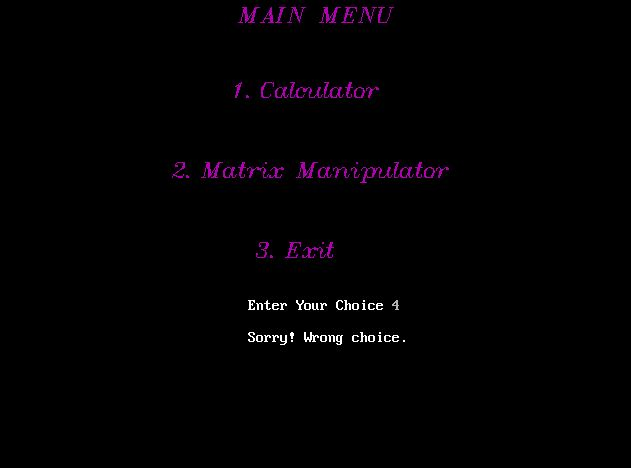 MAIN MENU
1. Calculator
2. Matrix Manipulator
3. Exit
Enter Your Choice 4
Sorry! Wrong choice.